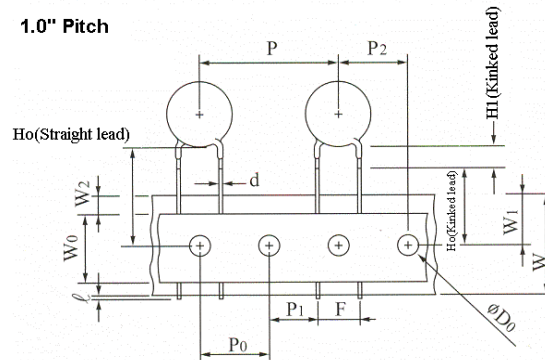 1.0" Pitch
P
P2
H1(Kinked lead)
Ho(Straight lead)
d
W2
Ho(Kinked lead)
W1
W0
W
ℓ
P1
F
øD0
P0